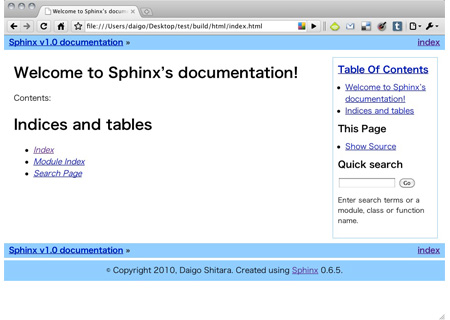 Welcome to Sphinx's docume
file:///Users/daigo/Desktop/test/build/html/index.html
Sphinx v1.0 documentation »
index
Welcome to Sphinx's documentation!
Contents:
Indices and tables
Index
Module Index
Search Page
Table Of Contents
Welcome to Sphinx's
documentation!
Indices and tables
This Page
Show Source
Quick search
Go
Enter search terms or a
module, class or function
name.
Sphinx v1.0 documentation »
index
© Copyright 2010, Daigo Shitara. Created using Sphinx 0.6.5.